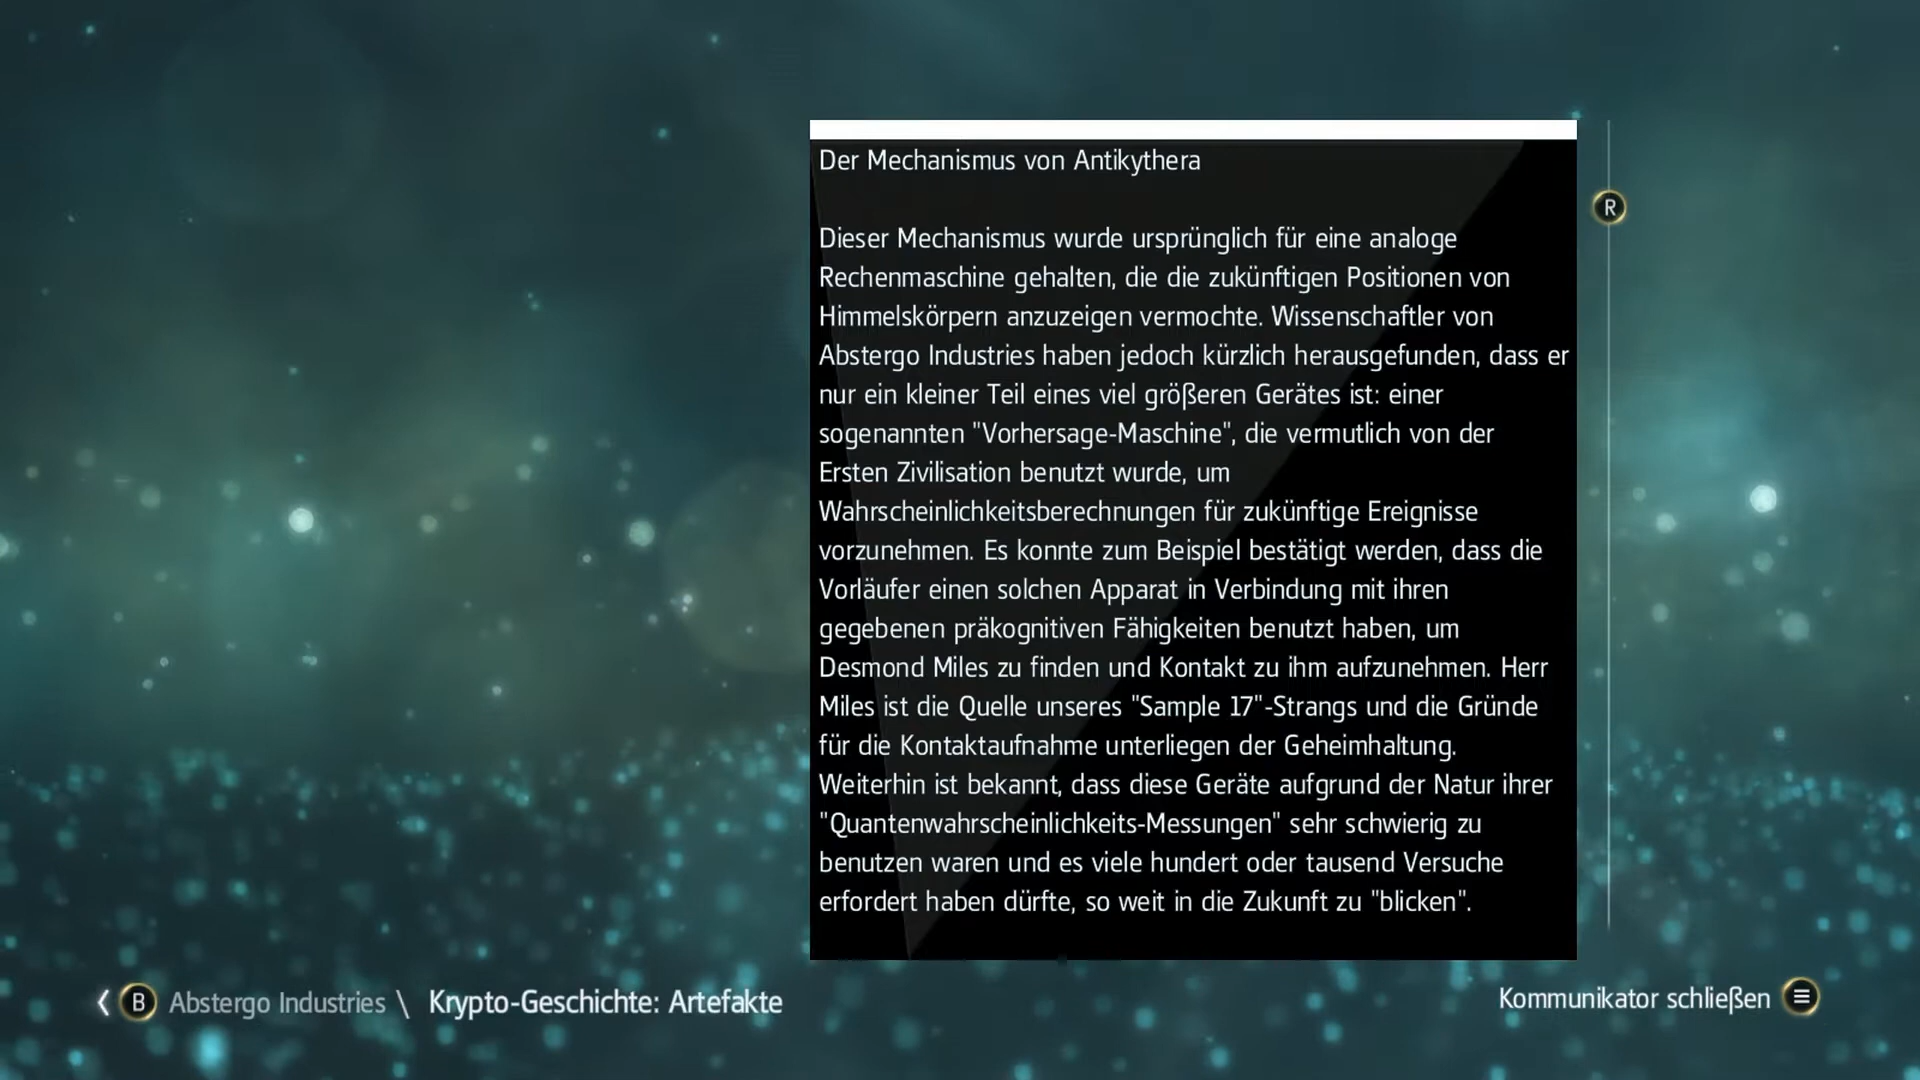 Der Mechanismus von Antikythera
Dieser Mechanismus wurde ursprünglich für eine analoge
Rechenmaschine gehalten, die die zukünftigen Positionen von
Himmelskörpern anzuzeigen vermochte. Wissenschaftler von
Abstergo Industries haben jedoch kürzlich herausgefunden, dass er
nur ein kleiner Teil eines viel größeren Gerätes ist: einer
sogenannten "Vorhersage-Maschine", die vermutlich von der
Ersten Zivilisation benutzt wurde, um
Wahrscheinlichkeitsberechnungen für zukünftige Ereignisse
vorzunehmen. Es konnte zum Beispiel bestätigt werden, dass die
Vorläufer einen solchen Apparat in Verbindung mit ihren
gegebenen präkognitiven Fähigkeiten benutzt haben, um
Desmond Miles zu finden und Kontakt zu ihm aufzunehmen. Herr
Miles ist die Quelle unseres "Sample 17"-Strangs und die Gründe
für die Kontaktaufnahme unterliegen der Geheimhaltung.
Weiterhin ist bekannt, dass diese Geräte aufgrund der Natur ihrer
"Quantenwahrscheinlichkeits-Messungen" sehr schwierig zu
benutzen waren und es viele hundert oder tausend Versuche
erfordert haben dürfte, so weit in die Zukunft zu "blicken".
R
B Abstergo Industries \ Krypto-Geschichte: Artefakte
Kommunikator schließen